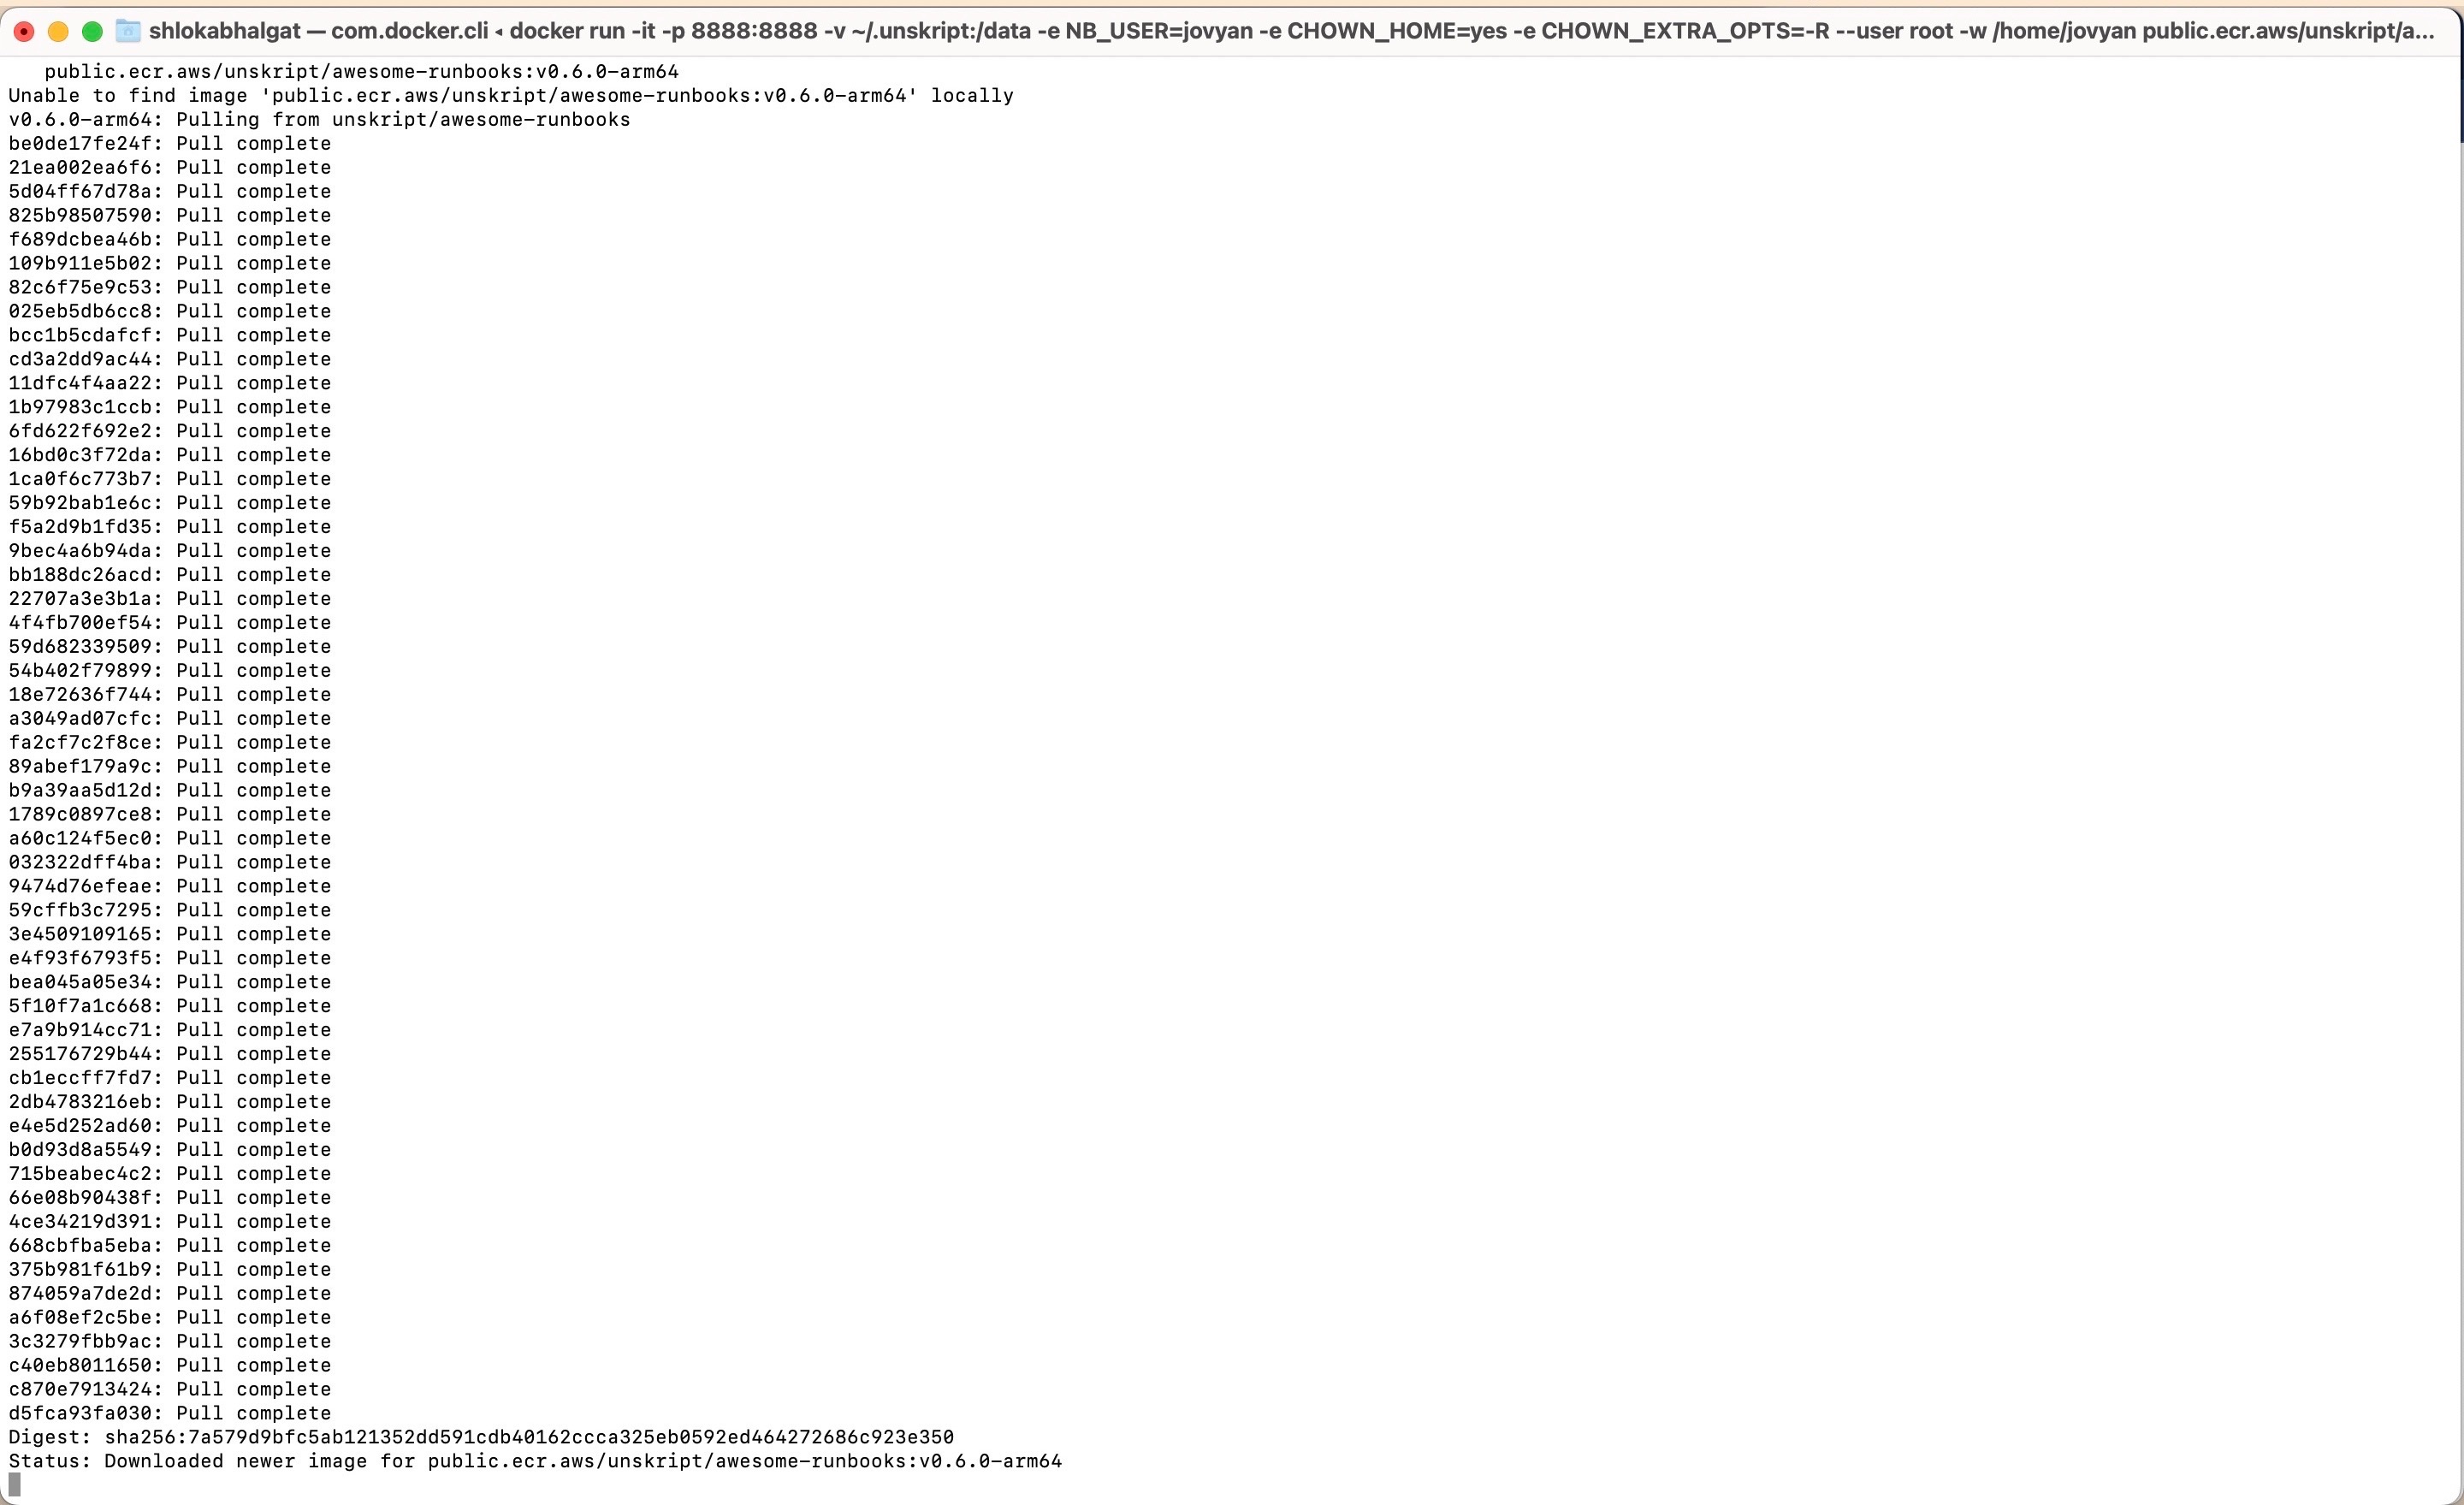 shlokabhalgat — com.docker.cli ◂ docker run -it -p 8888:8888 -v ~/.unskript:/data -e NB_USER=jovyan -e CHOWN_HOME=yes -e CHOWN_EXTRA_OPTS=-R --user root -w /home/jovyan public.ecr.aws/unskript/a...
public.ecr.aws/unskript/awesome-runbooks:v0.6.0-arm64
Unable to find image 'public.ecr.aws/unskript/awesome-runbooks:v0.6.0-arm64' locally
v0.6.0-arm64: Pulling from unskript/awesome-runbooks
be0de17fe24f: Pull complete
21ea002ea6f6: Pull complete
5d04ff67d78a: Pull complete
825b98507590: Pull complete
f689dcbea46b: Pull complete
109b911e5b02: Pull complete
82c6f75e9c53: Pull complete
025eb5db6cc8: Pull complete
bcc1b5cdafcf: Pull complete
cd3a2dd9ac44: Pull complete
11dfc4f4aa22: Pull complete
1b97983c1ccb: Pull complete
6fd622f692e2: Pull complete
16bd0c3f72da: Pull complete
1ca0f6c773b7: Pull complete
59b92bab1e6c: Pull complete
f5a2d9b1fd35: Pull complete
9bec4a6b94da: Pull complete
bb188dc26acd: Pull complete
22707a3e3b1a: Pull complete
4f4fb700ef54: Pull complete
59d682339509: Pull complete
54b402f79899: Pull complete
18e72636f744: Pull complete
a3049ad07cfc: Pull complete
fa2cf7c2f8ce: Pull complete
89abef179a9c: Pull complete
b9a39aa5d12d: Pull complete
1789c0897ce8: Pull complete
a60c124f5ec0: Pull complete
032322dff4ba: Pull complete
9474d76efeae: Pull complete
59cffb3c7295: Pull complete
3e4509109165: Pull complete
e4f93f6793f5: Pull complete
bea045a05e34: Pull complete
5f10f7a1c668: Pull complete
e7a9b914cc71: Pull complete
255176729b44: Pull complete
cb1eccff7fd7: Pull complete
2db4783216eb: Pull complete
e4e5d252ad60: Pull complete
b0d93d8a5549: Pull complete
715beabec4c2: Pull complete
66e08b90438f: Pull complete
4ce34219d391: Pull complete
668cbfba5eba: Pull complete
375b981f61b9: Pull complete
874059a7de2d: Pull complete
a6f08ef2c5be: Pull complete
3c3279fbb9ac: Pull complete
c40eb8011650: Pull complete
c870e7913424: Pull complete
d5fca93fa030: Pull complete
Digest: sha256:7a579d9bfc5ab121352dd591cdb40162ccca325eb0592ed464272686c923e350
Status: Downloaded newer image for public.ecr.aws/unskript/awesome-runbooks:v0.6.0-arm64